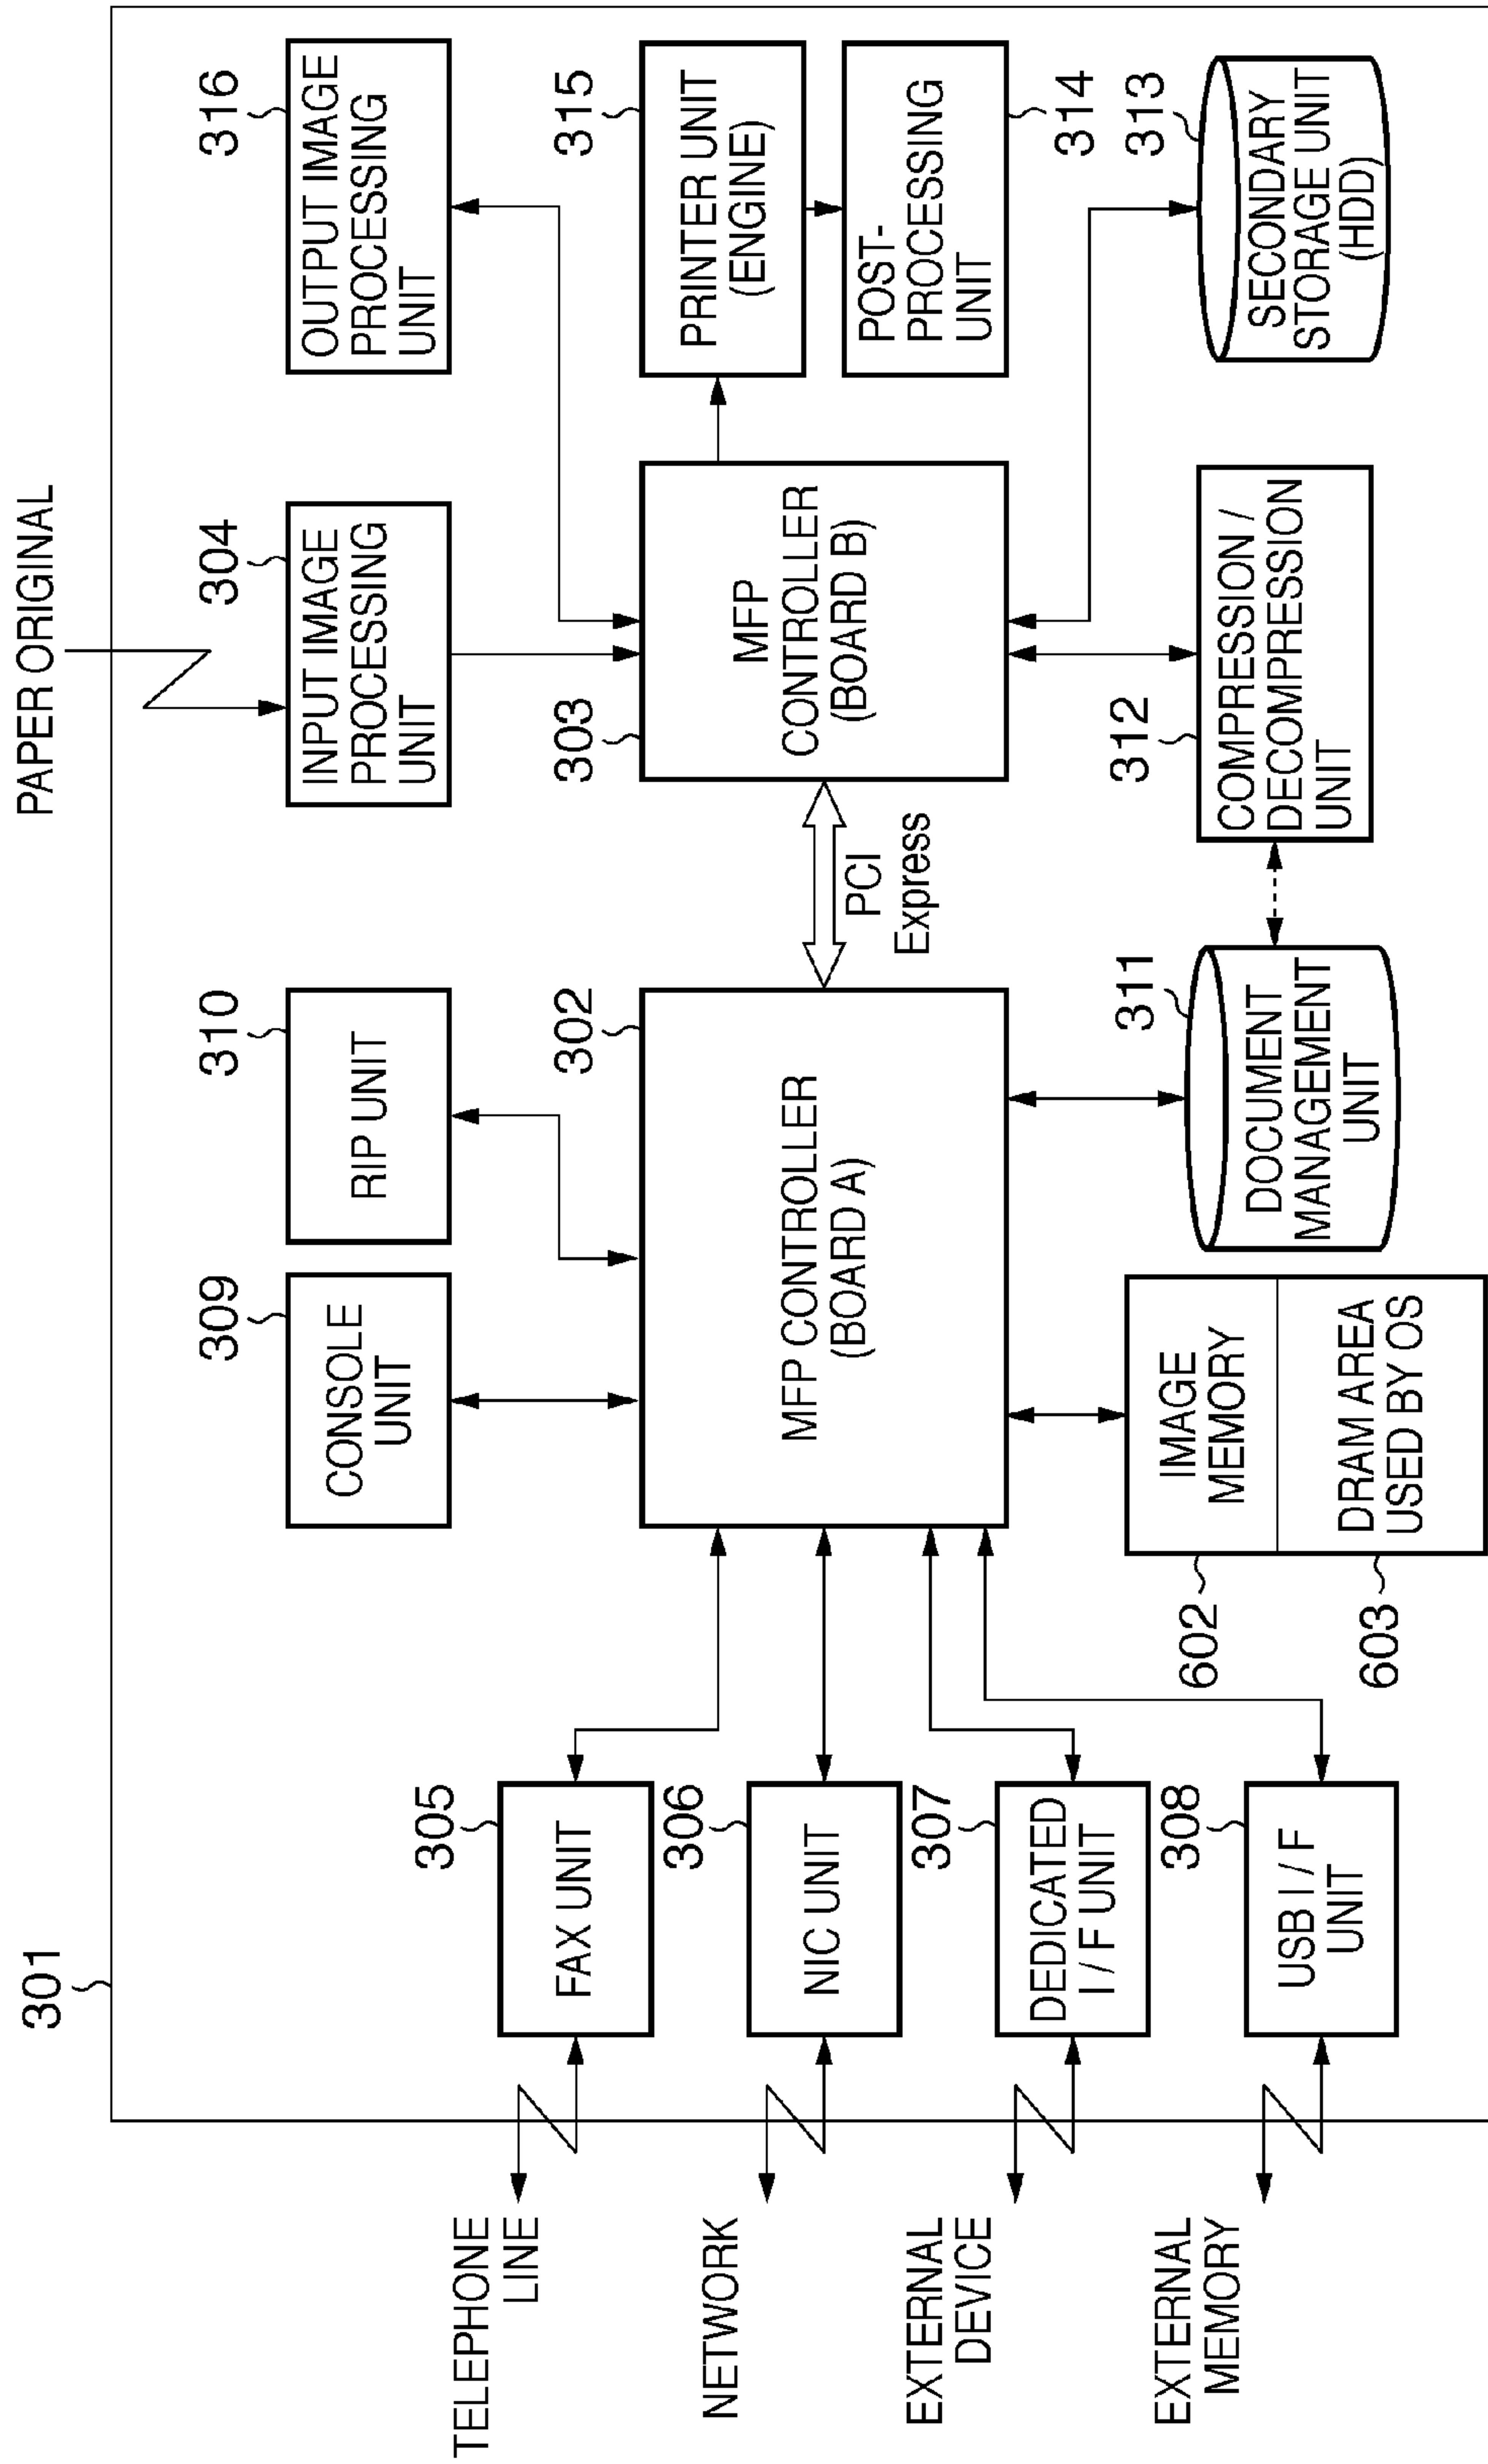 PAPER ORIGINAL
301
309
310
304
316
CONSOLE
UNIT
RIP UNIT
INPUT IMAGE
PROCESSING
UNIT
OUTPUT IMAGE
PROCESSING
UNIT
TELEPHONE
LINE
305
FAX UNIT
302
MFP CONTROLLER
(BOARD A)
PCI
Express
303
MFP
CONTROLLER
(BOARD B)
315
PRINTER UNIT
(ENGINE)
NETWORK
306
NIC UNIT
POST-
PROCESSING
UNIT
314
EXTERNAL
DEVICE
307
DEDICATED
I / F UNIT
EXTERNAL
MEMORY
308
USB I / F
UNIT
602
IMAGE
MEMORY
603
DRAM AREA
USED BY OS
311
DOCUMENT
MANAGEMENT
UNIT
312
COMPRESSION /
DECOMPRESSION
UNIT
313
SECONDARY
STORAGE UNIT
(HDD)